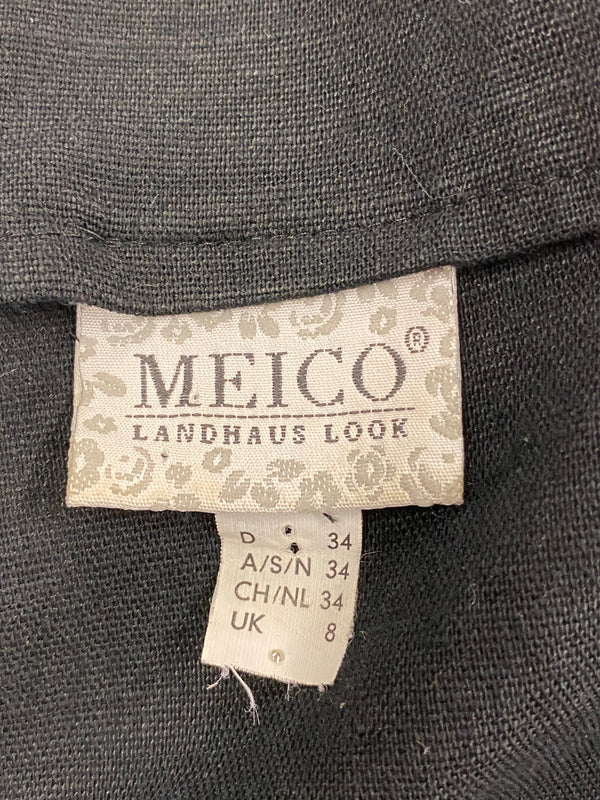 MEICO®
LANDHAUS LOOK
D 34
A/S/N 34
CH/NL 34
UK 8